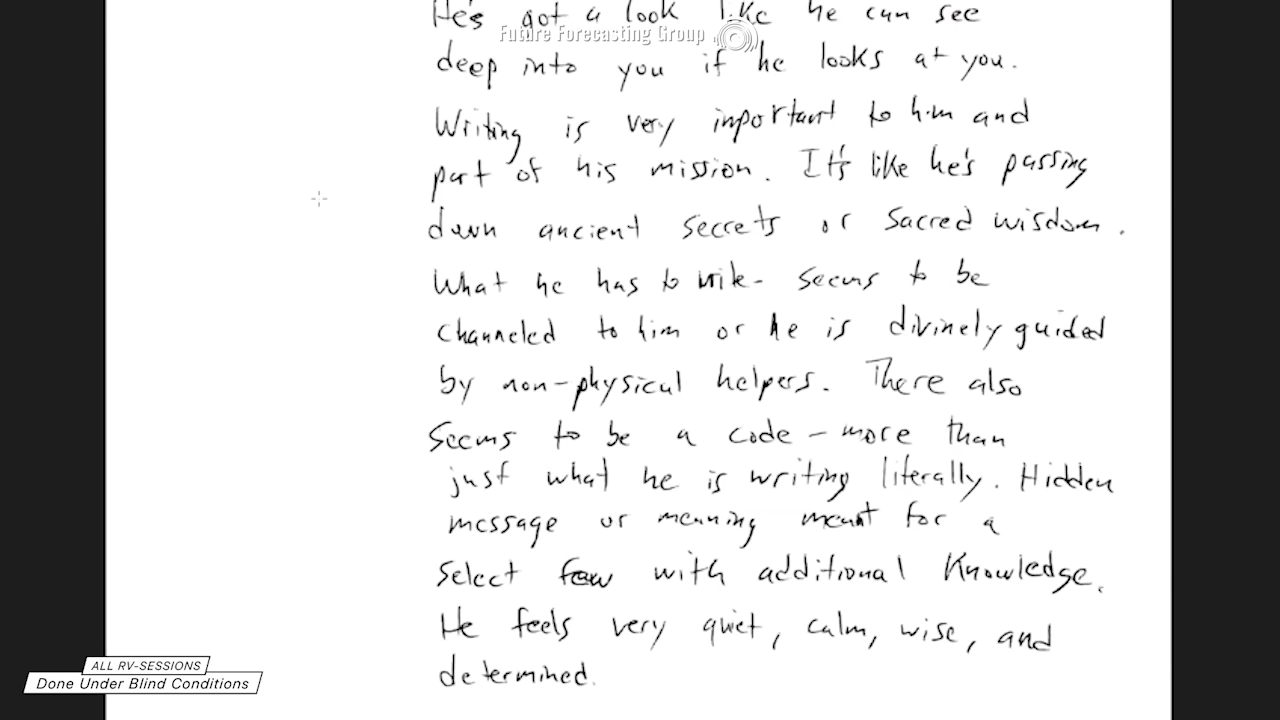 He's got a look like he can see
Future Forecasting Group
deep into you if he looks at you.
Writing is very important to him and
part of his mission. It's like he's passing
down ancient secrets or sacred wisdom.
What he has to write - seems to be
channeled to him or he is divinely guided
by non-physical helpers. There also
seems to be a code - more than
just what he is writing literally. Hidden
message or meaning meant for a
select few with additional knowledge.
He feels very quiet, calm, wise, and
determined.
ALL RV-SESSIONS
Done Under Blind Conditions